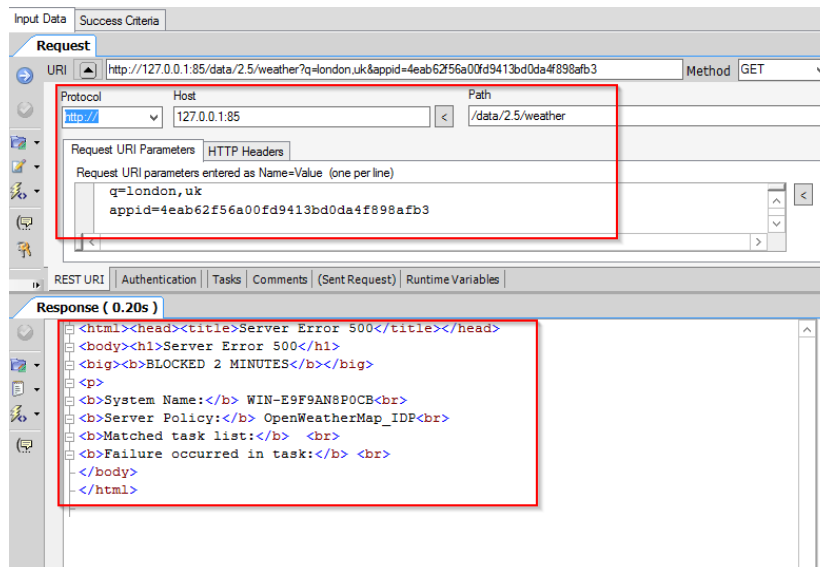 Input Data Success Criteria
Request
URI http://127.0.0.1:85/data/2.5/weather?q=london,uk&appid=4eab62f56a00fd9413bd0da4f898afb3 Method GET
Protocol Host Path
http:// 127.0.0.1:85 < /data/2.5/weather
Request URI Parameters HTTP Headers
Request URI parameters entered as Name=Value (one per line)
q=london,uk
appid=4eab62f56a00fd9413bd0da4f898afb3
<
REST URI Authentication Tasks Comments (Sent Request) Runtime Variables
Response ( 0.20s )
<html><head><title>Server Error 500</title></head>
<body><h1>Server Error 500</h1>
<big><b>BLOCKED 2 MINUTES</b></big>
<p>
<b>System Name:</b> WIN-E9F9AN8P0CB<br>
<b>Server Policy:</b> OpenWeatherMap_IDP<br>
<b>Matched task list:</b> <br>
<b>Failure occurred in task:</b> <br>
</body>
</html>